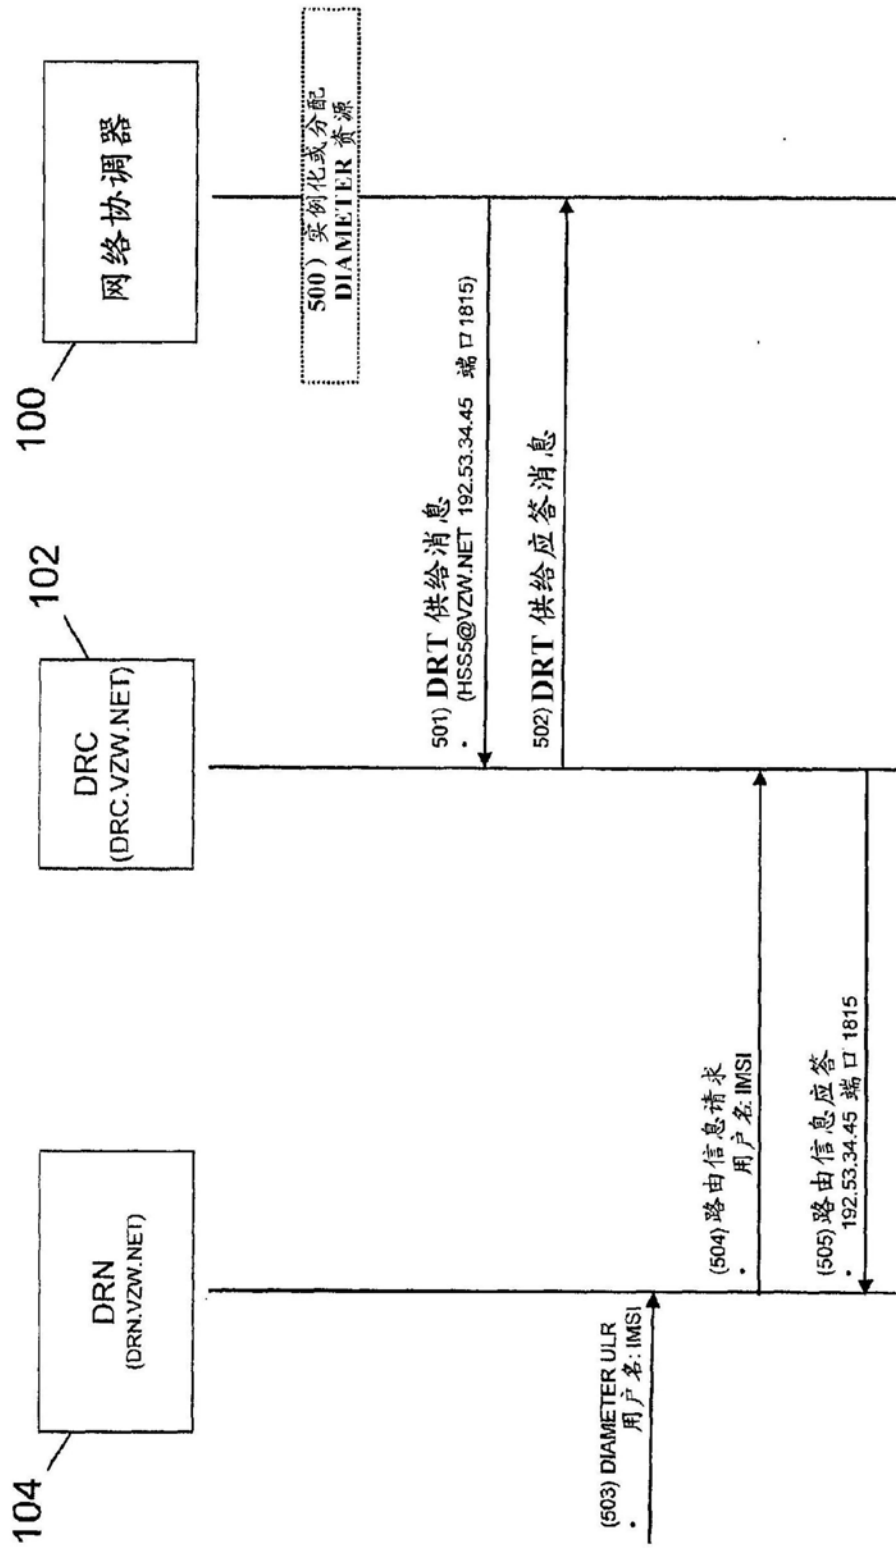 104
DRN
(DRN.VZW.NET)
102
DRC
(DRC.VZW.NET)
100
网络协调器
500）实例化或分配
DIAMETER 资源
501) DRT 供给消息
• (HSS5@VZW.NET 192.53.34.45 端口1815)
502) DRT 供给应答消息
(503) DIAMETER ULR
• 用户名: IMSI
(504) 路由信息请求
• 用户名: IMSI
(505) 路由信息应答
• 192.53.34.45 端口 1815